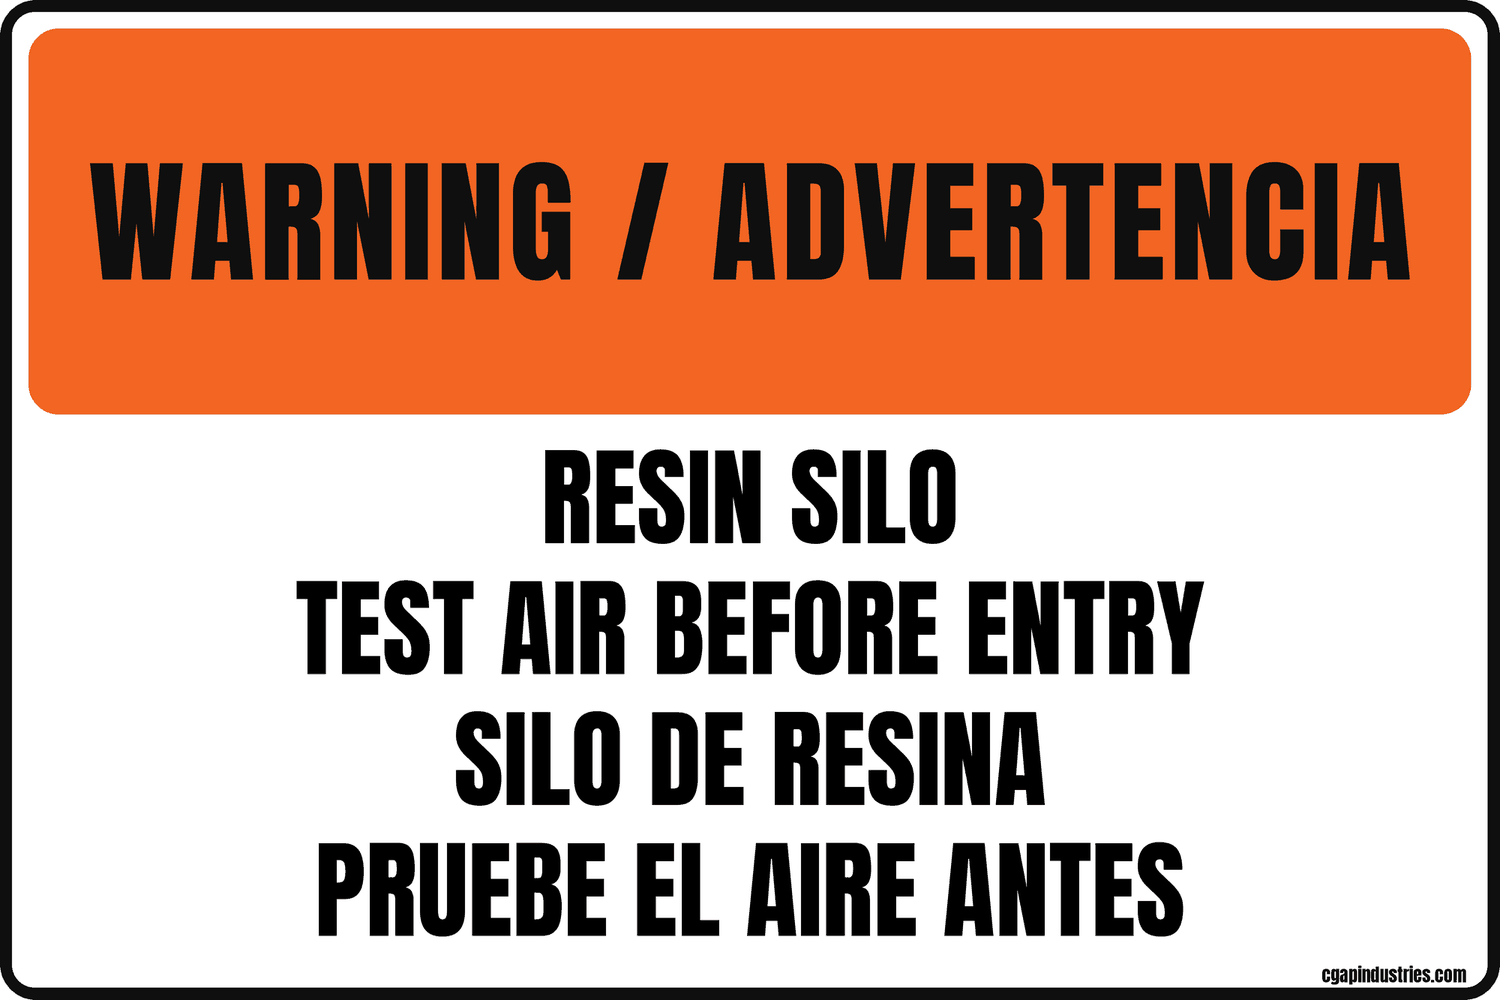 WARNING / ADVERTENCIA
RESIN SILO
TEST AIR BEFORE ENTRY
SILO DE RESINA
PRUEBE EL AIRE ANTES
cgapindustries.com